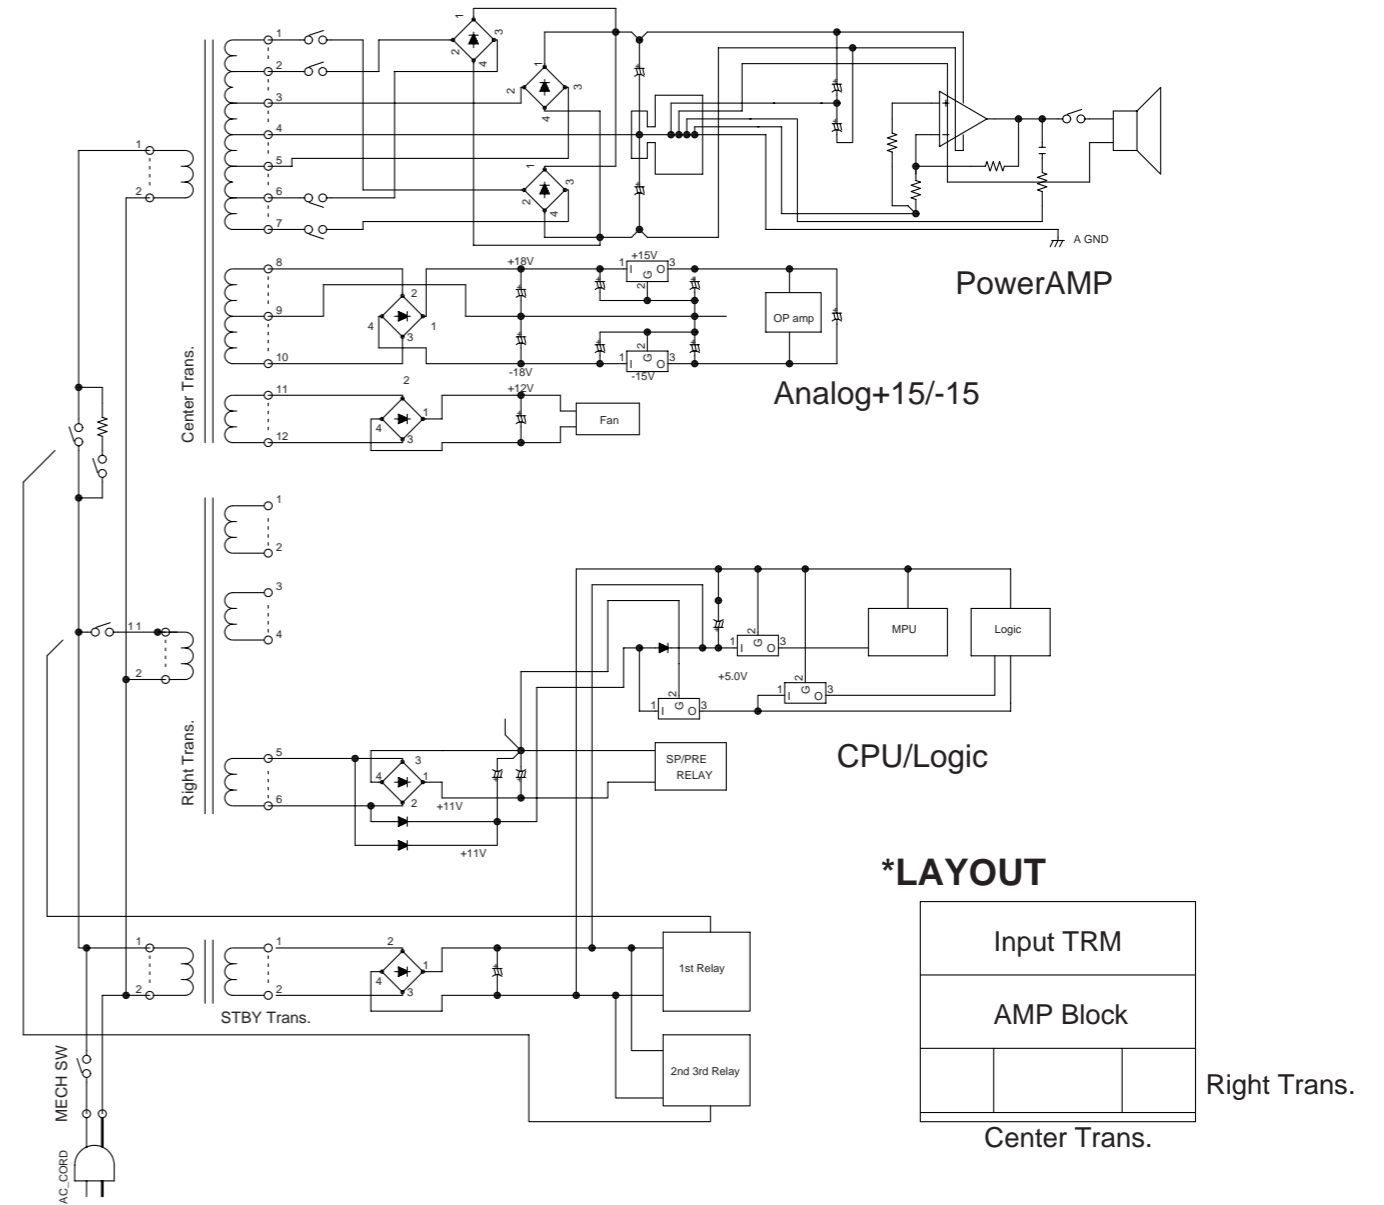 1
2
3
4
5
6
7
1
2
3
4
1
2
3
4
1
2
3
4
1
2
A GND
PowerAMP
8
9
10
2
4
1
3
+18V
-18V
+15V
1 I O 3
G
2
2
G
1 I O 3
-15V
OP amp
Analog+15/-15
Center Trans.
11
12
2
1
4
3
+12V
Fan
1
2
3
4
11
2
Right Trans.
5
6
3
4
1
2
+11V
+11V
SP/PRE
RELAY
1 I O 3
G
2
+5.0V
1 I O 3
G
2
1 I O 3
G
2
MPU
Logic
CPU/Logic
1
2
1
2
STBY Trans.
2
1
4
3
1st Relay
2nd 3rd Relay
MECH SW
AC_CORD
*LAYOUT
Input TRM
AMP Block
Right Trans.
Center Trans.